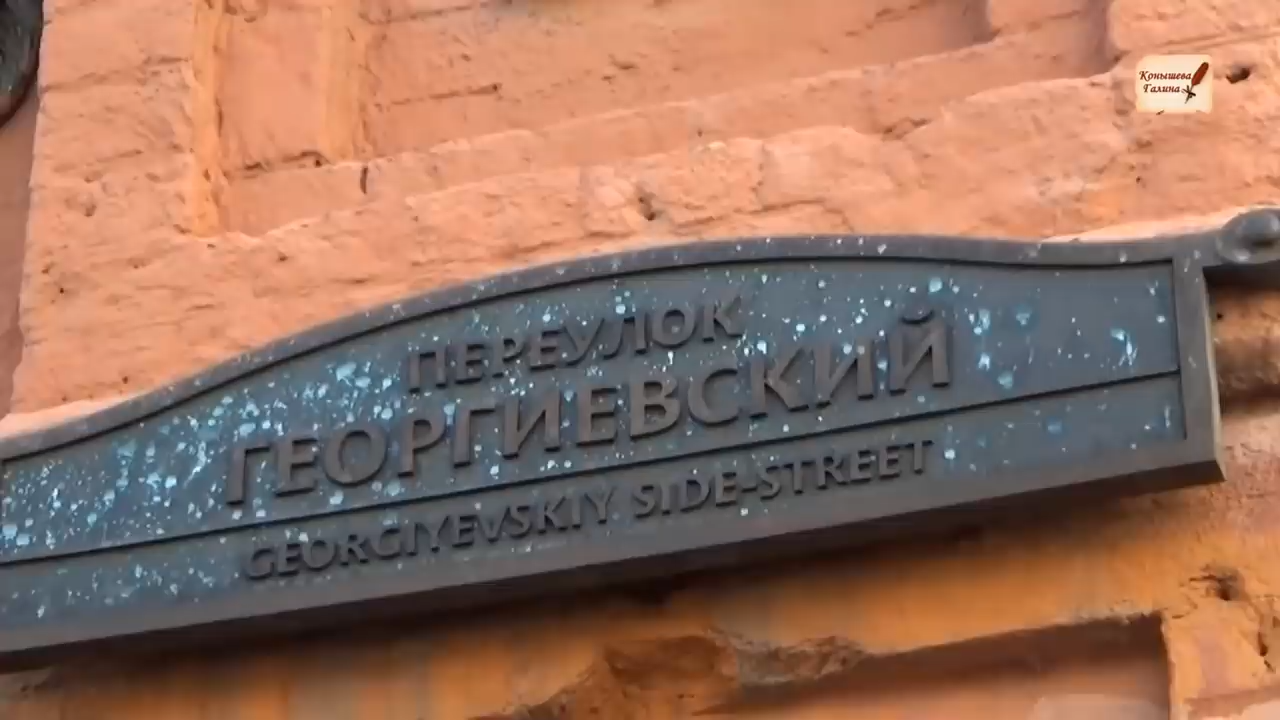 Конышева
Галина
ПЕРЕУЛОК
ГЕОРГИЕВСКИЙ
GEORGIYEVSKIY SIDE-STREET